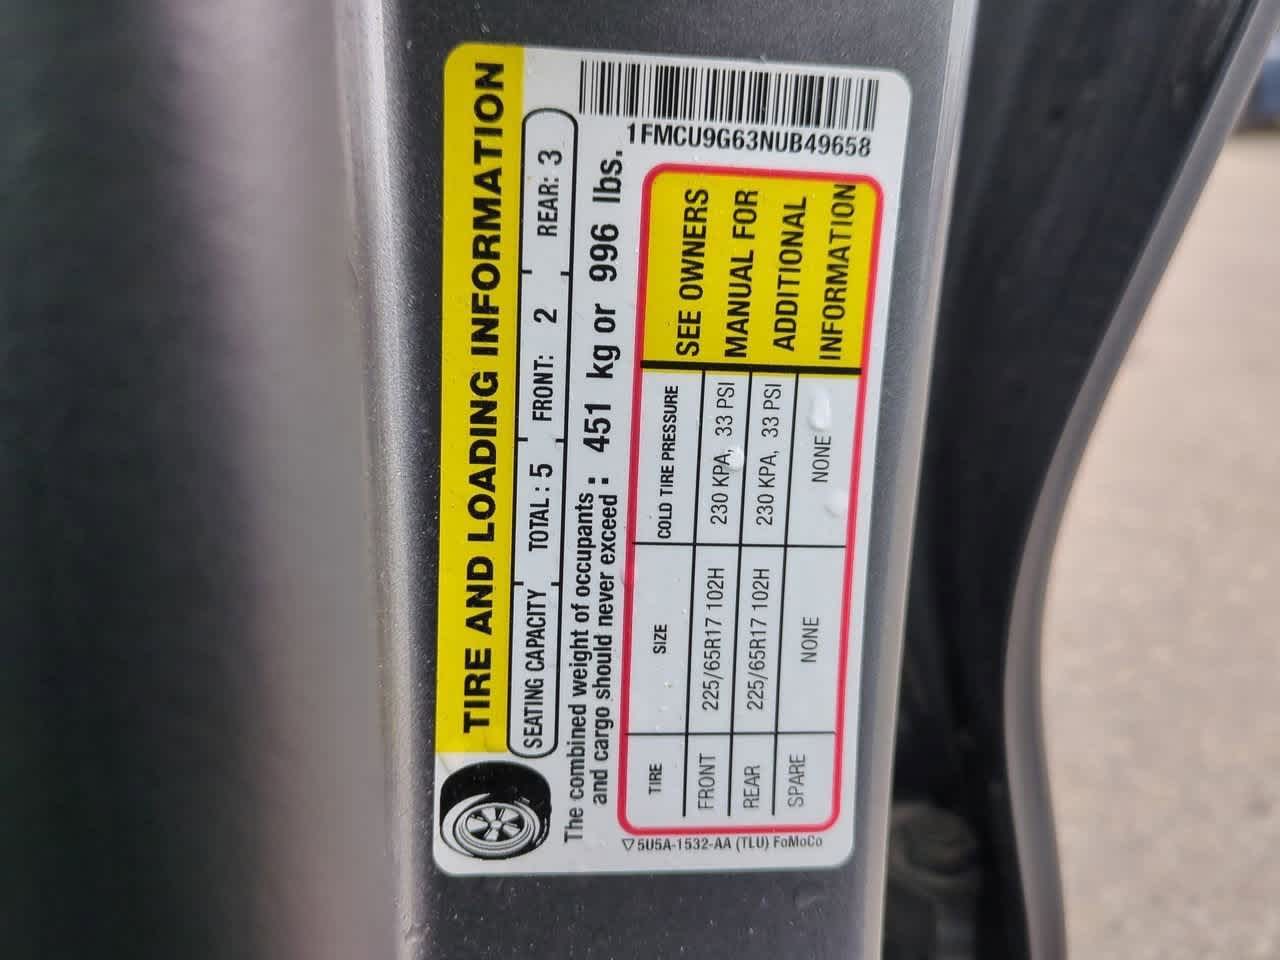 TIRE AND LOADING INFORMATION
SEATING CAPACITY TOTAL: 5 FRONT: 2 REAR: 3
The combined weight of occupants
and cargo should never exceed : 451 kg or 996 lbs.
TIRE SIZE COLD TIRE PRESSURE
FRONT 225/65R17 102H 230 KPA, 33 PSI
REAR 225/65R17 102H 230 KPA, 33 PSI
SPARE NONE NONE
SEE OWNERS
MANUAL FOR
ADDITIONAL
INFORMATION
5U5A-1532-AA (TLU) FoMoCo
1FMCU9G63NUB49658